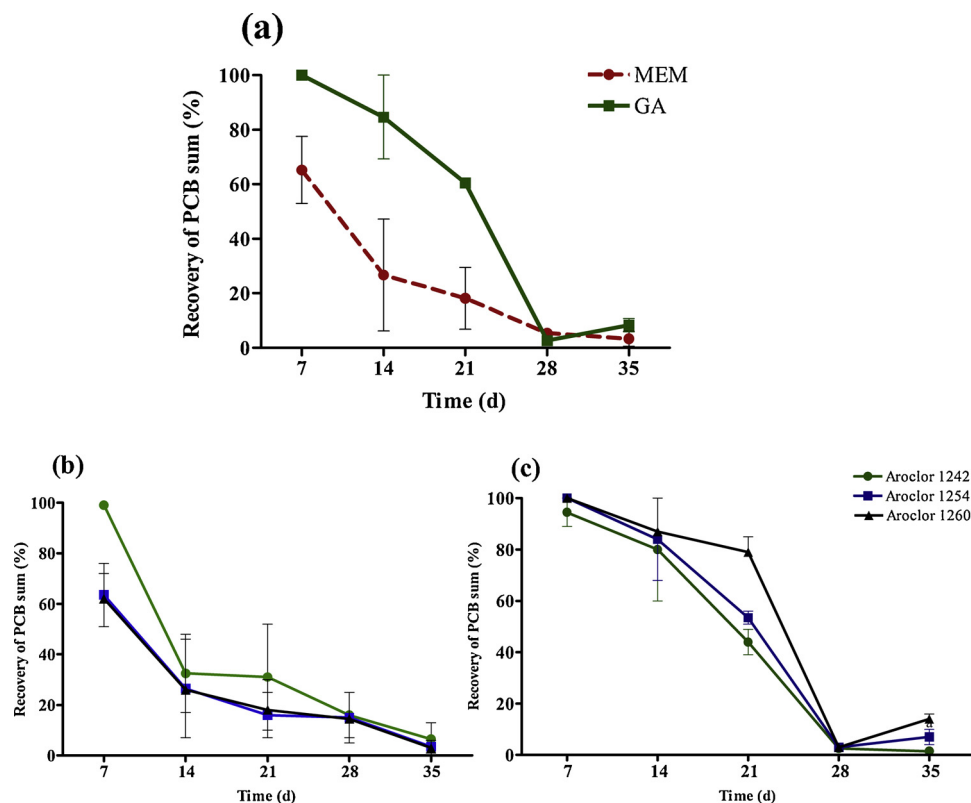 (a)
MEM
GA
Recovery of PCB sum (%)
100
80
60
40
20
0
7 14 21 28 35
Time (d)
(b)
Recovery of PCB sum (%)
100
80
60
40
20
0
7 14 21 28 35
Time (d)
(c)
Aroclor 1242
Aroclor 1254
Aroclor 1260
Recovery of PCB sum (%)
100
80
60
40
20
0
7 14 21 28 35
a
Time (d)